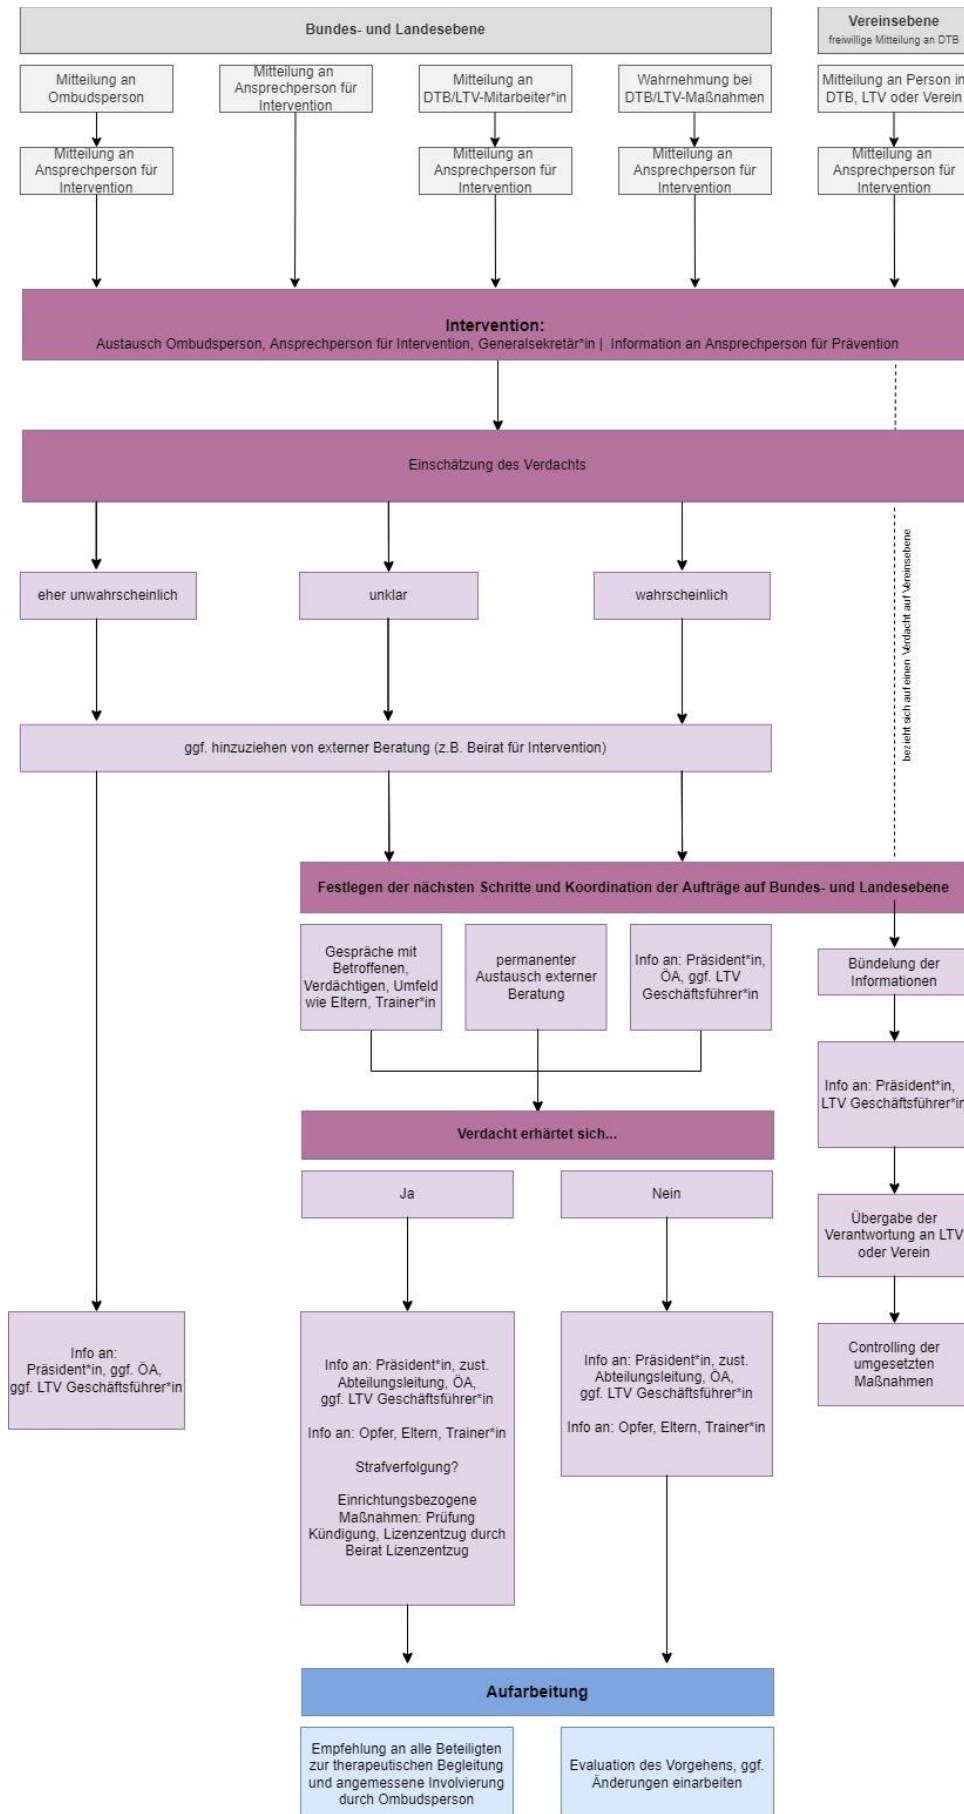 Bundes- und Landesebene
Vereinsebene
freiwillige Mitteilung an DTB
Mitteilung an
Ombudsperson
Mitteilung an
Ansprechperson für
Intervention
Mitteilung an
DTB/LTV-Mitarbeiter*in
Wahrnehmung bei
DTB/LTV-Maßnahmen
Mitteilung an Person in
DTB, LTV oder Verein
Mitteilung an
Ansprechperson für
Intervention
Mitteilung an
Ansprechperson für
Intervention
Mitteilung an
Ansprechperson für
Intervention
Mitteilung an
Ansprechperson für
Intervention
Intervention:
Austausch Ombudsperson, Ansprechperson für Intervention, Generalsekretär*in | Information an Ansprechperson für Prävention
Einschätzung des Verdachts
bezieht sich auf einen Verdacht auf Vereinsebene
eher unwahrscheinlich
unklar
wahrscheinlich
ggf. hinzuziehen von externer Beratung (z.B. Beirat für Intervention)
Festlegen der nächsten Schritte und Koordination der Aufträge auf Bundes- und Landesebene
Gespräche mit
Betroffenen,
Verdächtigen, Umfeld
wie Eltern, Trainer*in
permanenter
Austausch externer
Beratung
Info an: Präsident*in,
ÖA, ggf. LTV
Geschäftsführer*in
Bündelung der
Informationen
Info an: Präsident*in,
LTV Geschäftsführer*in
Verdacht erhärtet sich...
Ja
Nein
Übergabe der
Verantwortung an LTV
oder Verein
Info an:
Präsident*in, ggf. ÖA,
ggf. LTV Geschäftsführer*in
Info an: Präsident*in, zust.
Abteilungsleitung, ÖA,
ggf. LTV Geschäftsführer*in
Info an: Opfer, Eltern, Trainer*in
Strafverfolgung?
Einrichtungsbezogene
Maßnahmen: Prüfung
Kündigung, Lizenzentzug durch
Beirat Lizenzentzug
Info an: Präsident*in, zust.
Abteilungsleitung, ÖA,
ggf. LTV Geschäftsführer*in
Info an: Opfer, Eltern, Trainer*in
Controlling der
umgesetzten
Maßnahmen
Aufarbeitung
Empfehlung an alle Beteiligten
zur therapeutischen Begleitung
und angemessene Involvierung
durch Ombudsperson
Evaluation des Vorgehens, ggf.
Änderungen einarbeiten